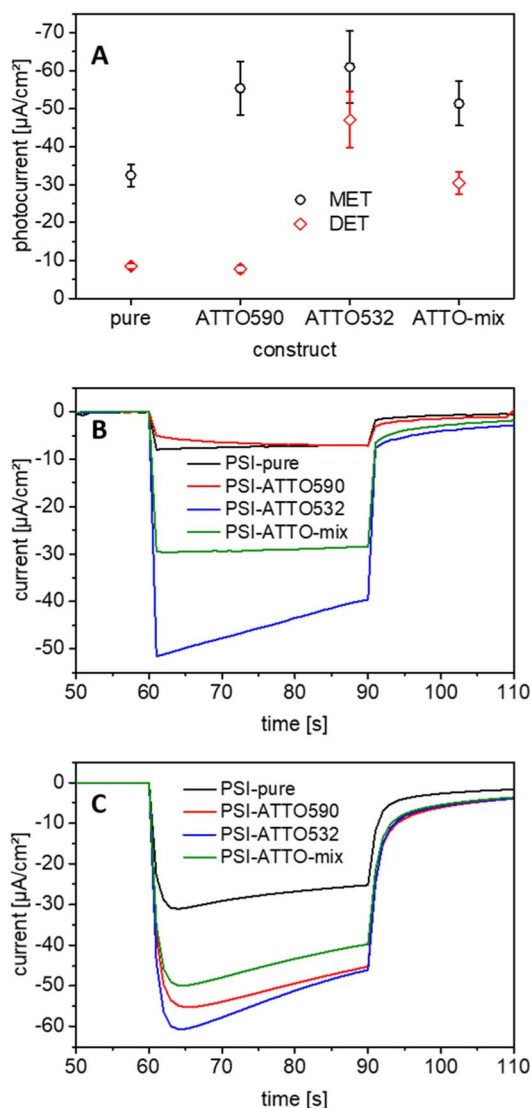 A
photocurrent [µA/cm²]
-70
-60
-50
-40
-30
-20
-10
0
MET
DET
pure ATTO590 ATTO532 ATTO-mix
construct
B
current [µA/cm²]
0
-10
-20
-30
-40
-50
PSI-pure
PSI-ATTO590
PSI-ATTO532
PSI-ATTO-mix
50 60 70 80 90 100 110
time [s]
C
current [µA/cm²]
0
-10
-20
-30
-40
-50
-60
PSI-pure
PSI-ATTO590
PSI-ATTO532
PSI-ATTO-mix
50 60 70 80 90 100 110
time [s]